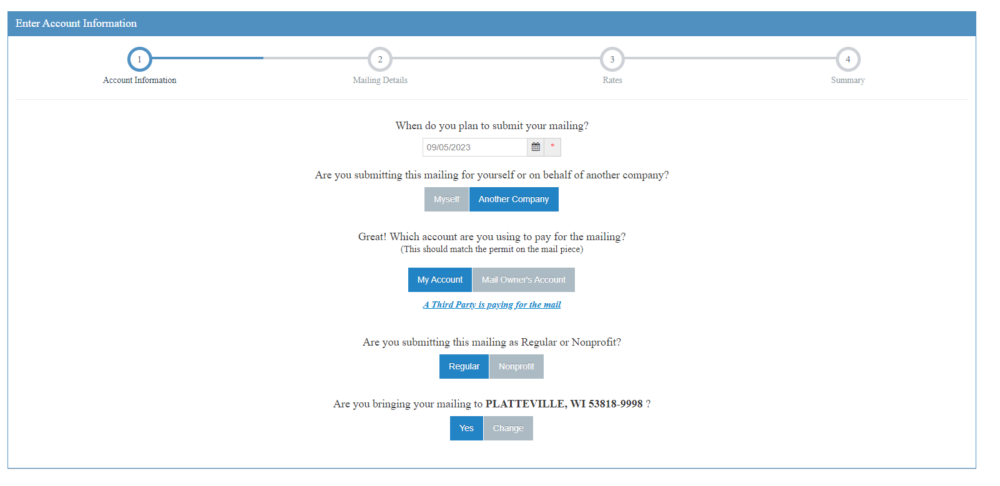 Enter Account Information
1 2 3 4
Account Information Mailing Details Rates Summary
When do you plan to submit your mailing?
09/05/2023 *
Are you submitting this mailing for yourself or on behalf of another company?
Myself Another Company
Great! Which account are you using to pay for the mailing?
(This should match the permit on the mail piece)
My Account Mail Owner's Account
A Third Party is paying for the mail
Are you submitting this mailing as Regular or Nonprofit?
Regular Nonprofit
Are you bringing your mailing to PLATTEVILLE, WI 53818-9998 ?
Yes Change